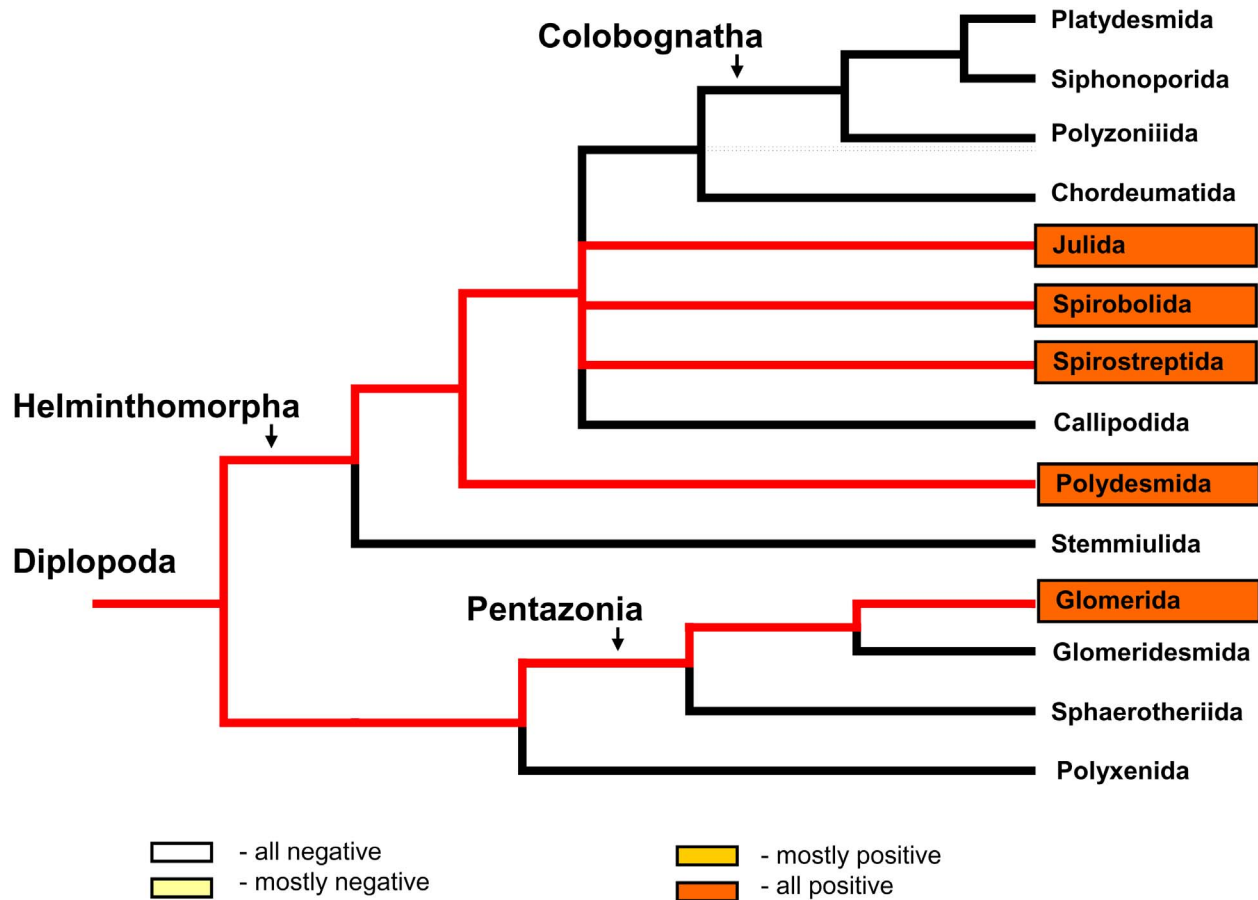 Platydesmida
Colobognatha
Siphonoporida
Polyzoniiida
Chordeumatida
Julida
Spirobolida
Spirostreptida
Helminthomorpha
Callipodida
Polydesmida
Stemmiulida
Diplopoda
Glomerida
Pentazonia
Glomeridesmida
Sphaerotheriida
Polyxenida
- all negative
- mostly negative
- mostly positive
- all positive